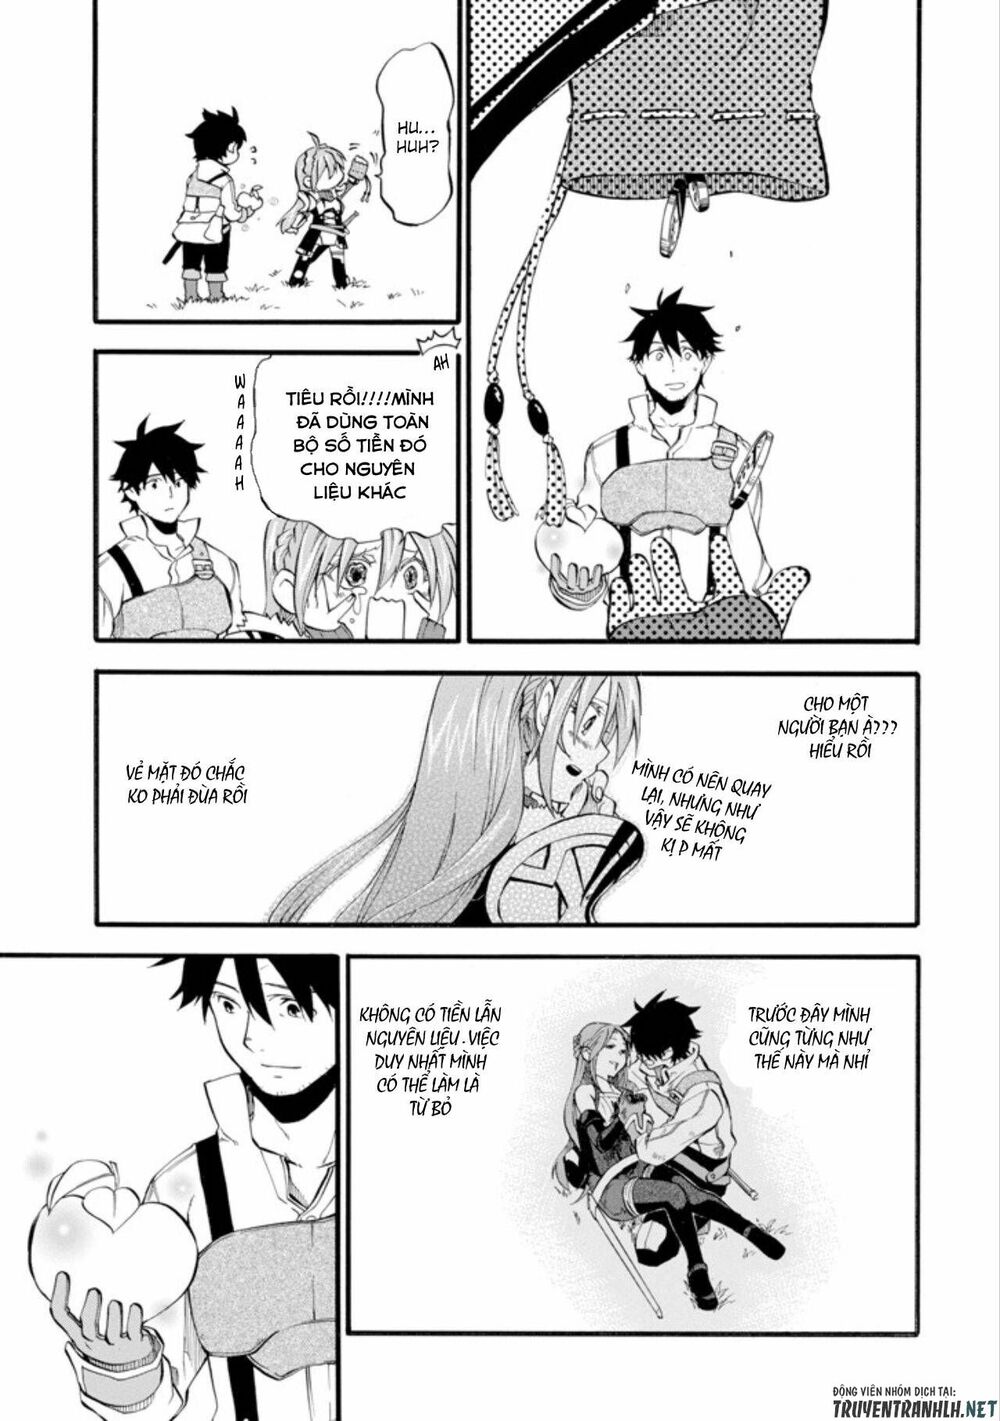 HU...
HUH?
AH
TIÊU RỒI!!!!MÌNH
ĐÃ DÙNG TOÀN
BỘ SỐ TIỀN ĐÓ
CHO NGUYÊN
LIỆU KHÁC
WAAAAH
CHO MỘT
NGƯỜI BẠN À???
HIỂU RỒI
MÌNH CÓ NÊN QUAY
LẠI, NHƯNG NHƯ
VẬY SẼ KHÔNG
KỊ P MẤT
VẺ MẶT ĐÓ CHẮC
KO PHẢI ĐÙA RỒI
TRƯỚC ĐÂY MÌNH
CŨNG TỪNG NHƯ
THẾ NÀY MÀ NHỈ
KHÔNG CÓ TIỀN LẪN
NGUYÊN LIỆU .VIỆC
DUY NHẤT MÌNH
CÓ THỂ LÀM LÀ
TỪ BỎ
ĐỘNG VIÊN NHÓM DỊCH TẠI:
TRUYENTRANHLH.NET